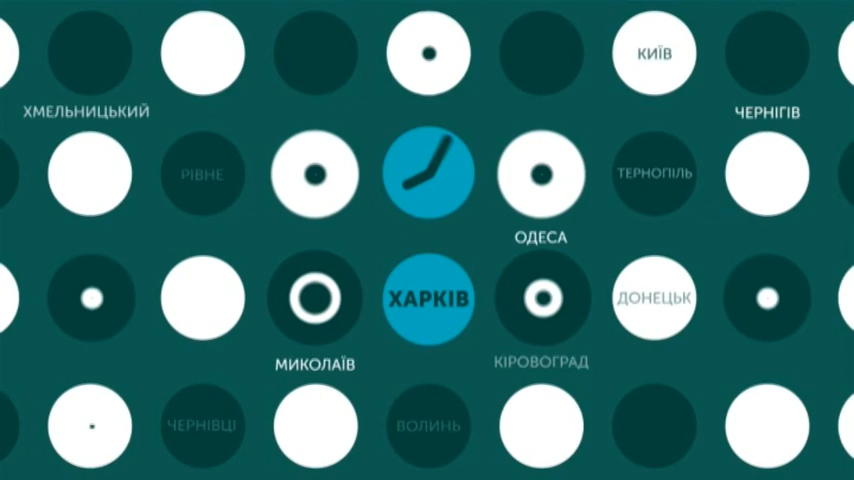 КИЇВ
ХМЕЛЬНИЦЬКИЙ
ЧЕРНІГІВ
РІВНЕ
ТЕРНОПІЛЬ
ОДЕСА
ХАРКІВ
ДОНЕЦЬК
МИКОЛАЇВ
КІРОВОГРАД
ЧЕРНІВЦІ
ВОЛИНЬ